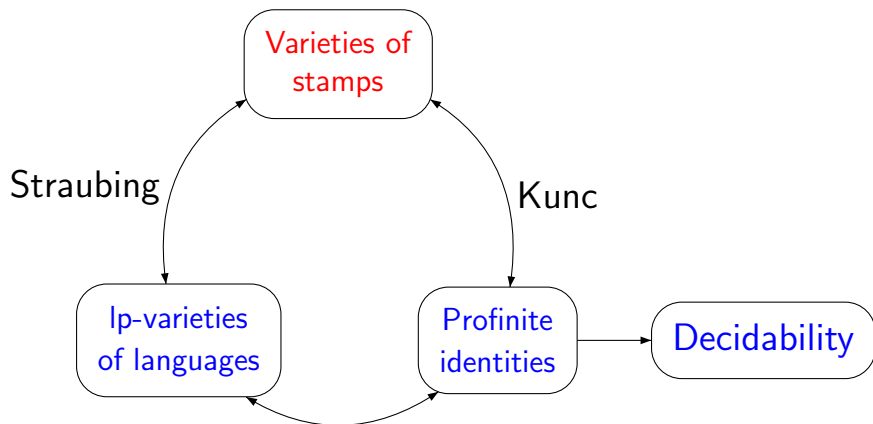 Varieties of
stamps
Straubing
Kunc
lp-varieties
of languages
Profinite
identities
Decidability